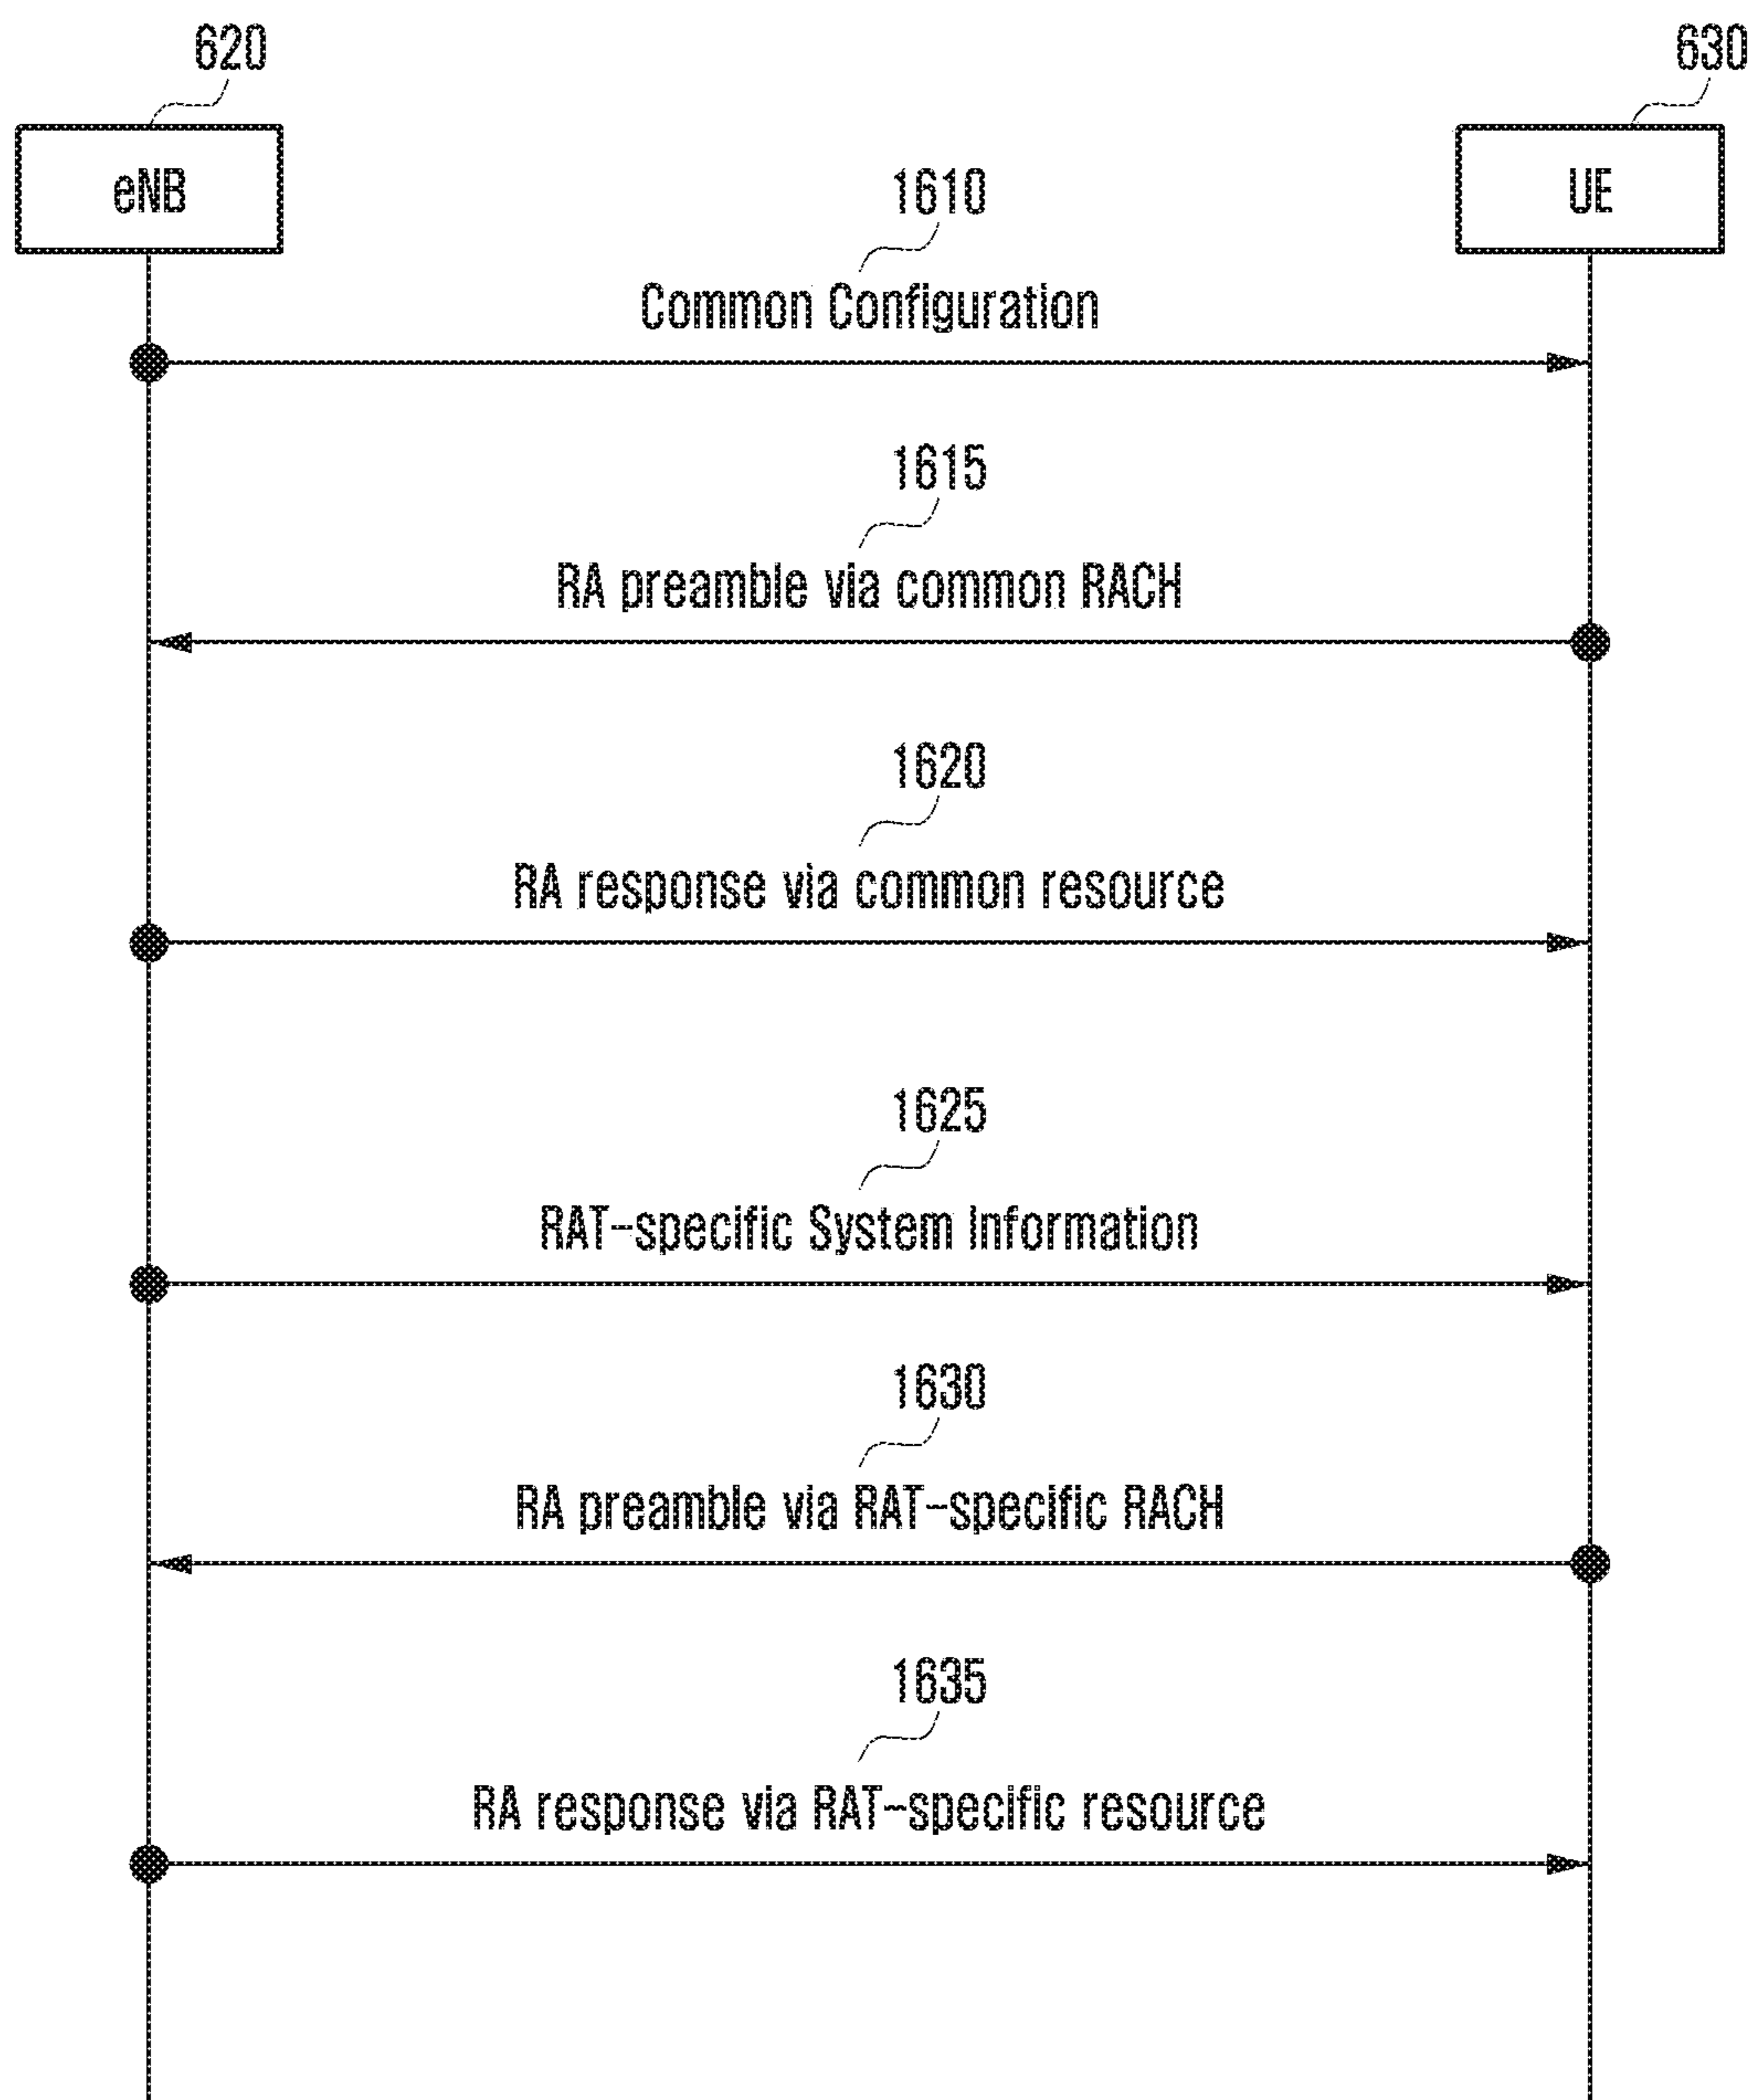 620
630
eNB
UE
1610
Common Configuration
1615
RA preamble via common RACH
1620
RA response via common resource
1625
RAT-specific System Information
1630
RA preamble via RAT-specific RACH
1635
RA response via RAT-specific resource